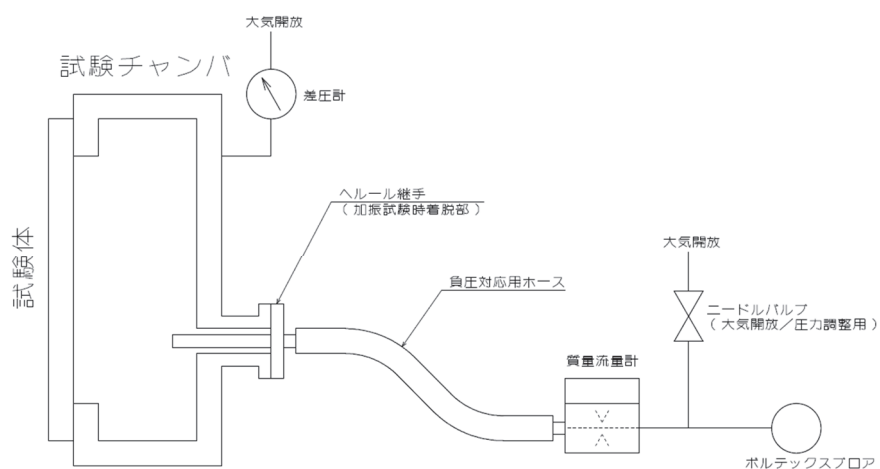 大気開放
試験チャンバ
差圧計
ヘルール継手
（加振試験時着脱部）
試験体
大気開放
負圧対応用ホース
ニードルバルブ
（大気開放／圧力調整用）
質量流量計
ボルテックスブロア